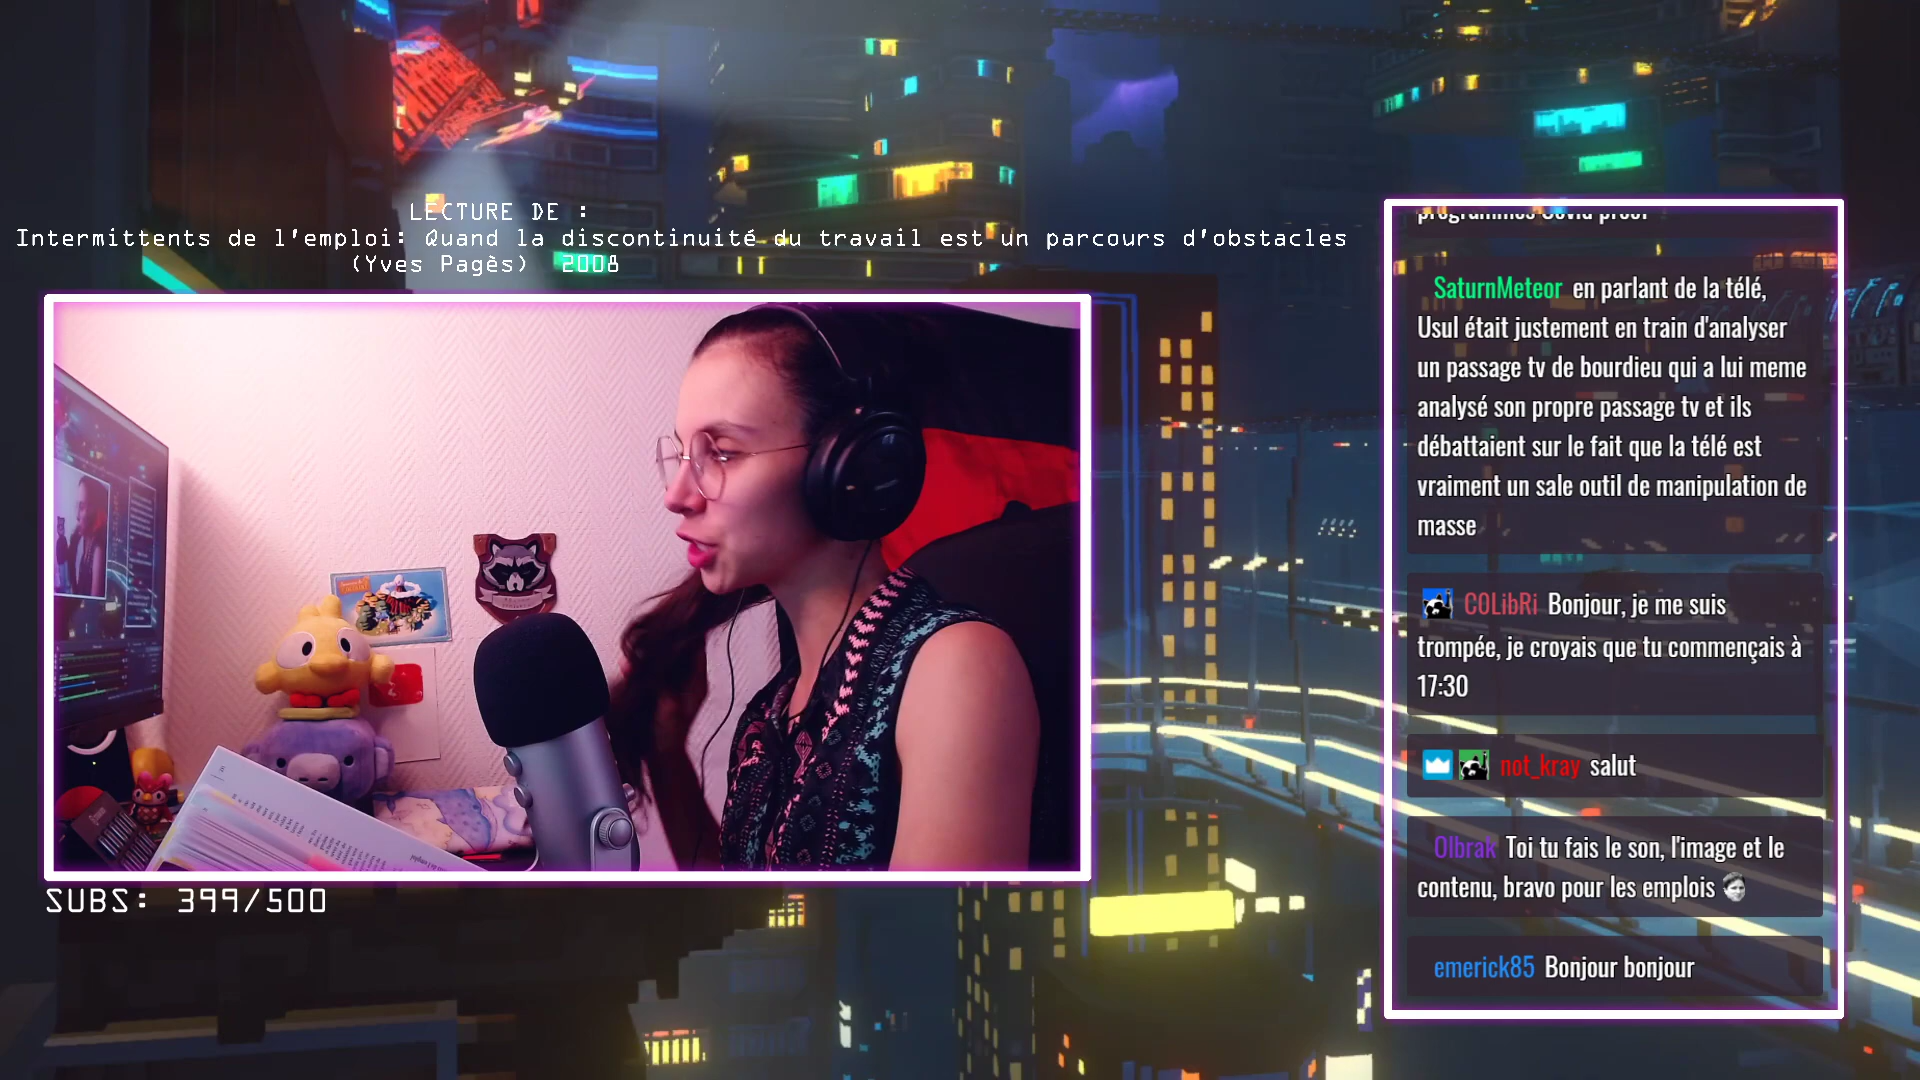 LECTURE DE :
Intermittents de l'emploi: Quand la discontinuité du travail est un parcours d'obstacles
(Yves Pagès) 2008
SUBS: 399/500
programmes Covid proof
SaturnMeteor en parlant de la télé,
Usul était justement en train d'analyser
un passage tv de bourdieu qui a lui meme
analysé son propre passage tv et ils
débattaient sur le fait que la télé est
vraiment un sale outil de manipulation de
masse
COLibRi Bonjour, je me suis
trompée, je croyais que tu commençais à
17:30
not_kray salut
Olbrak Toi tu fais le son, l'image et le
contenu, bravo pour les emplois
emerick85 Bonjour bonjour